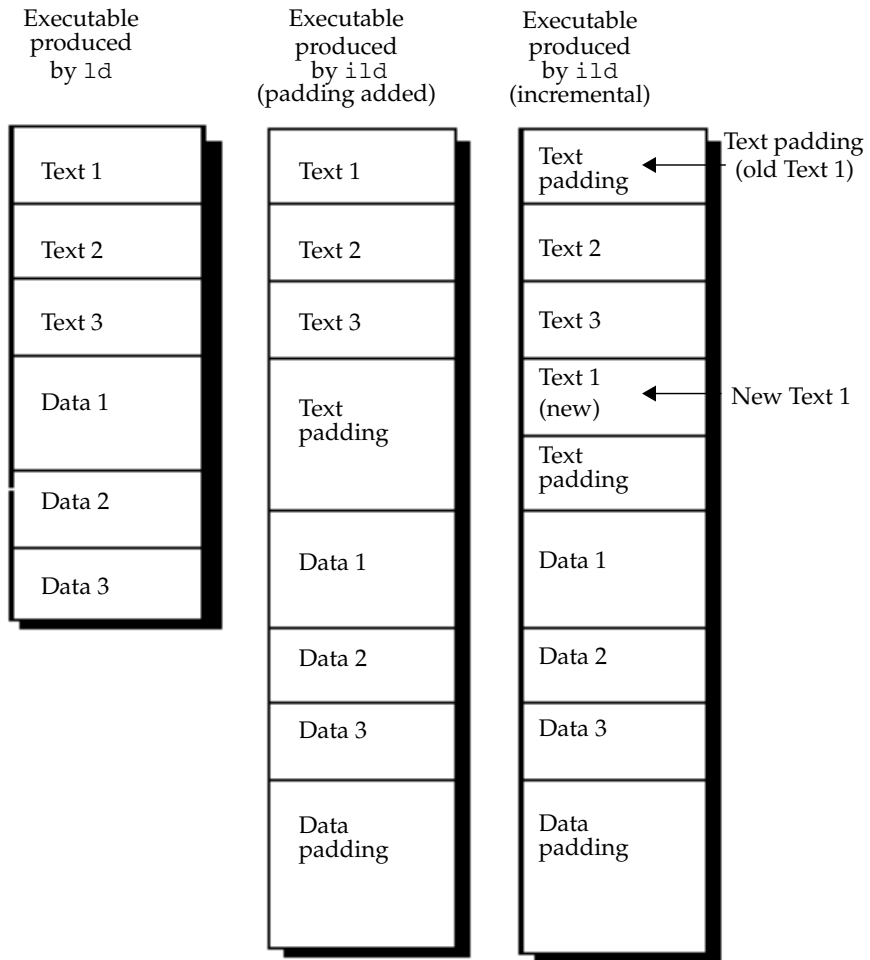 Executable
produced
by ld
Text 1
Text 2
Text 3
Data 1
Data 2
Data 3
Executable
produced
by ild
(padding added)
Text 1
Text 2
Text 3
Text
padding
Data 1
Data 2
Data 3
Data
padding
Executable
produced
by ild
(incremental)
Text
padding
Text 2
Text 3
Text 1
(new)
Text
padding
Data 1
Data 2
Data 3
Data
padding
Text padding
(old Text 1)
New Text 1